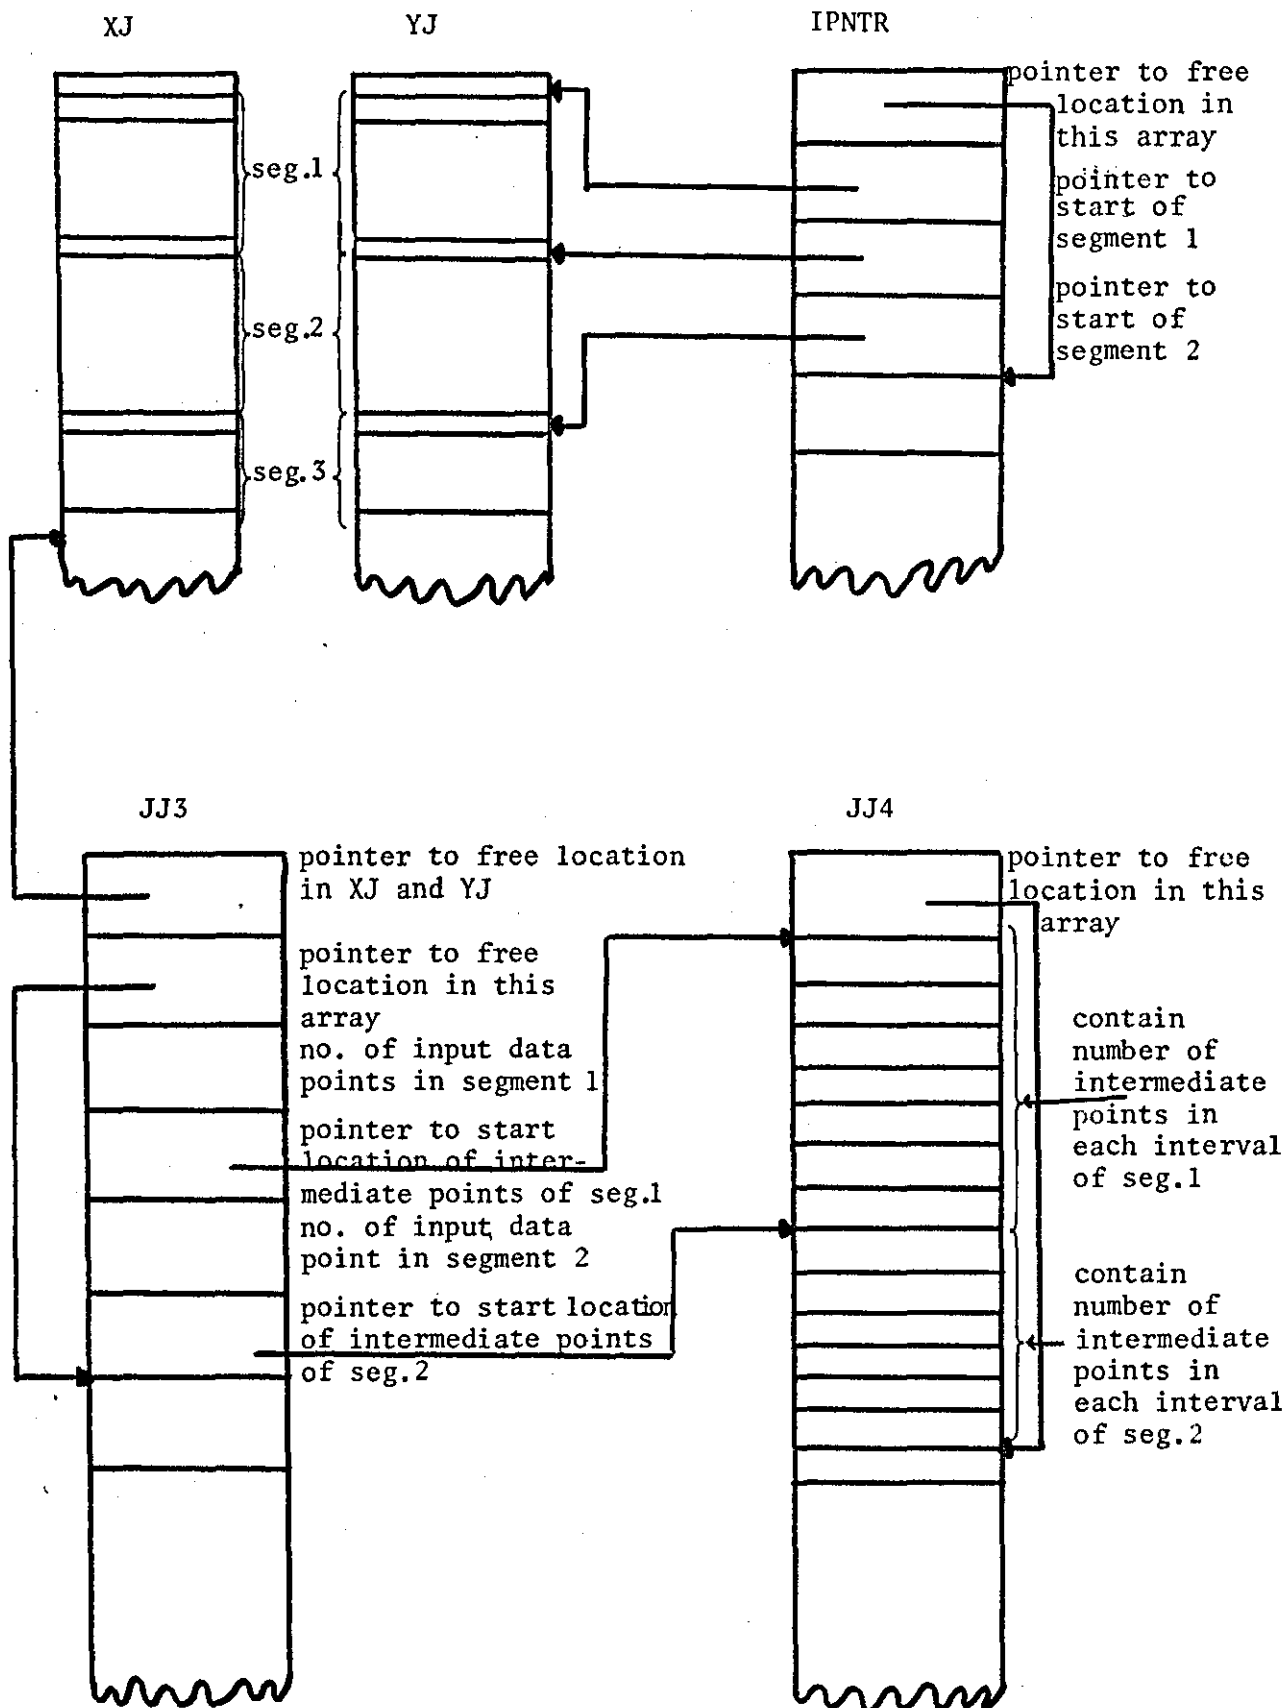 XJ
YJ
IPNTR
pointer to free
location in
this array
pointer to
start of
segment 1
pointer to
start of
segment 2
seg.1
seg.2
seg.3
JJ3
pointer to free location
in XJ and YJ
pointer to free
location in this
array
no. of input data
points in segment 1
pointer to start
location of inter-
mediate points of seg.1
no. of input data
point in segment 2
pointer to start location
of intermediate points
of seg.2
JJ4
pointer to free
location in this
array
contain
number of
intermediate
points in
each interval
of seg.1
contain
number of
intermediate
points in
each interval
of seg.2